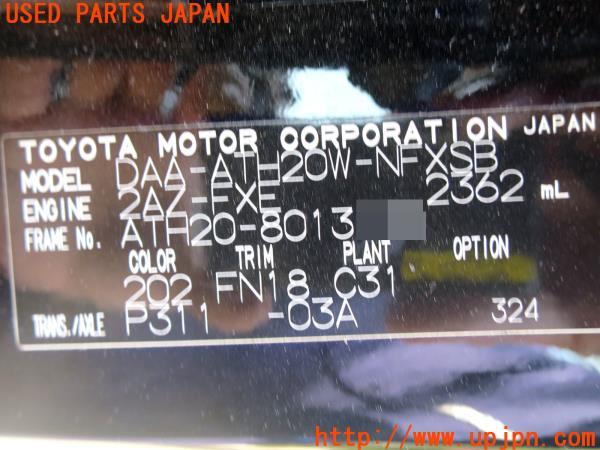 USED PARTS JAPAN
TOYOTA MOTOR CORPORATION JAPAN
MODEL DAA-ATH20W-NFXSB
ENGINE 2AZ-FXE 2362 mL
FRAME No. ATH20-8013
COLOR TRIM PLANT OPTION
202 FN18 C31
TRANS./AXLE P311 -03A 324
UsedPartsJapan
http://www.upjpn.com